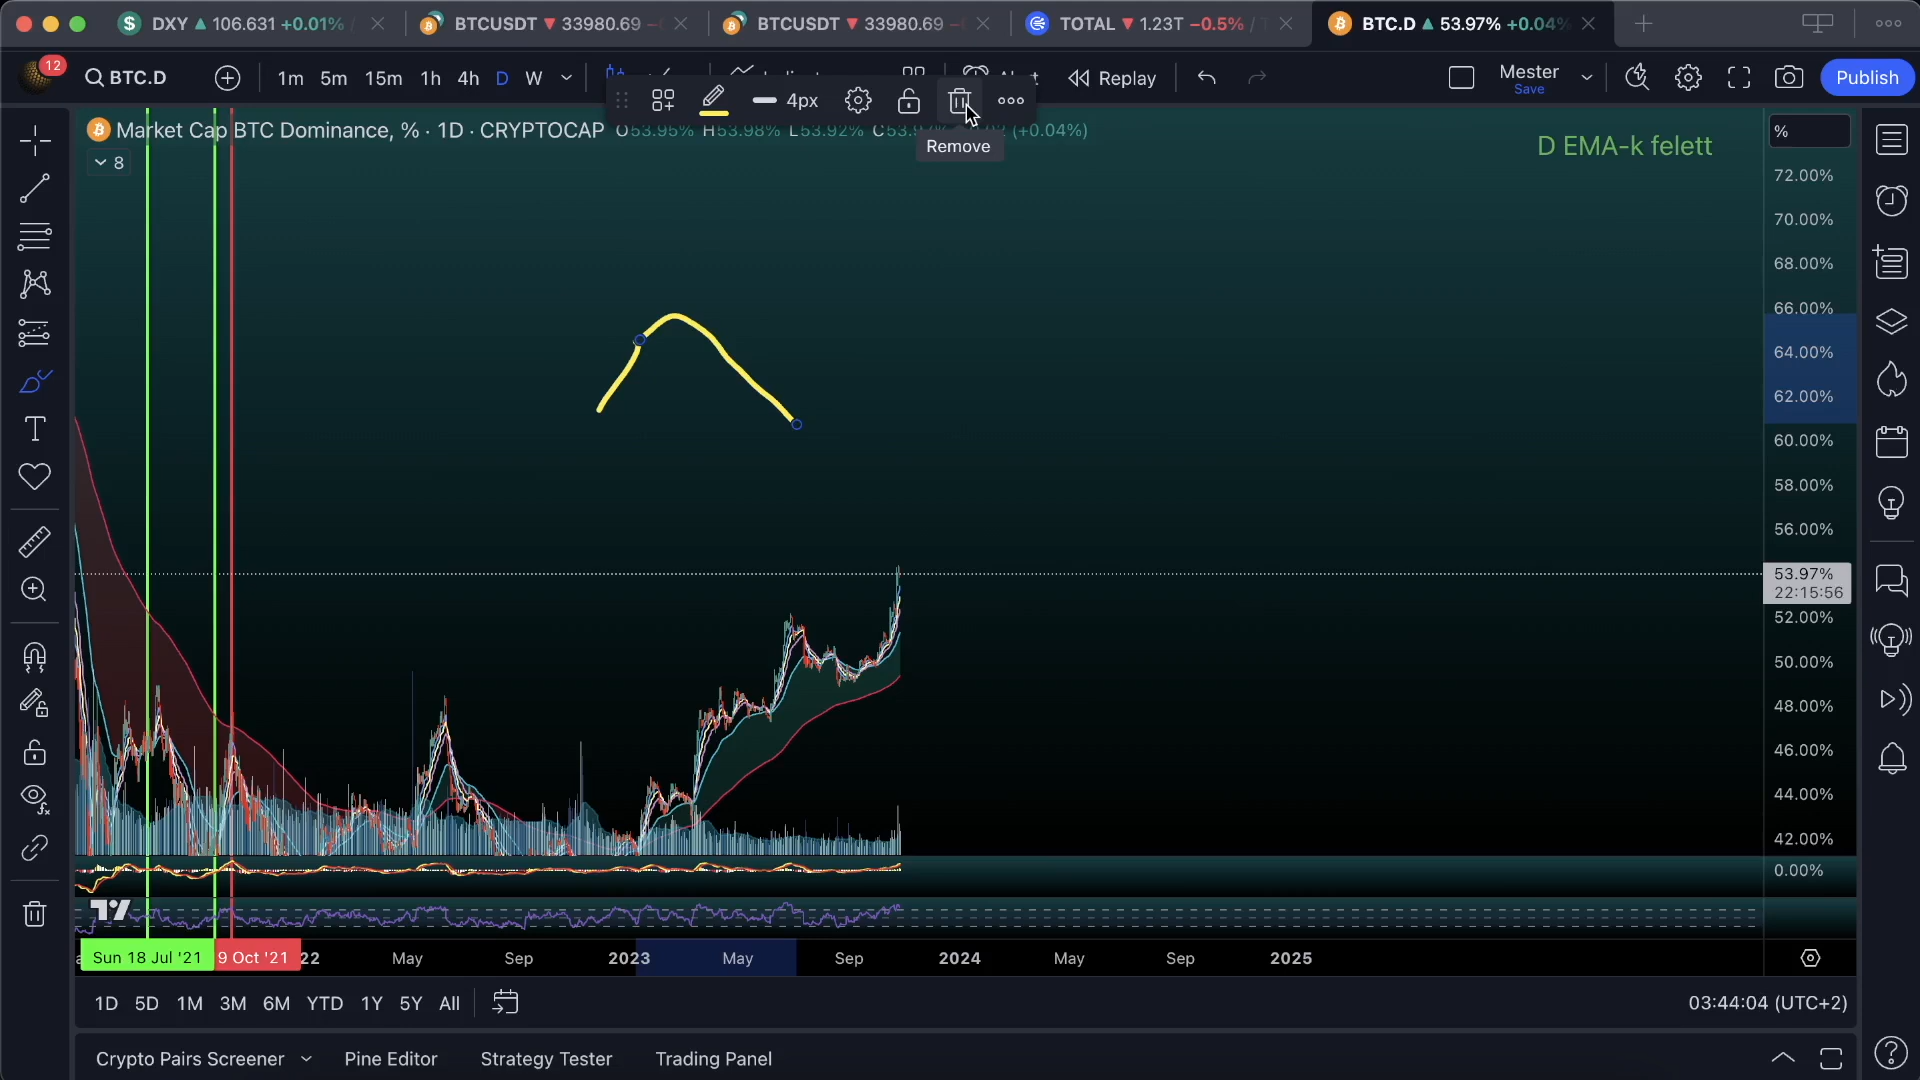 DXY 106.631 +0.01%
BTCUSDT 33980.69
BTCUSDT 33980.69
TOTAL 1.23T −0.5% /
BTC.D 53.97% +0.04%
12
BTC.D
1m 5m 15m 1h 4h D W
Replay
Mester
Save
Publish
4px
Remove
Market Cap BTC Dominance, % · 1D · CRYPTOCAP O53.95% H53.98% L53.92% (+0.04%)
8
D EMA-k felett
%
72.00%
70.00%
68.00%
66.00%
64.00%
62.00%
60.00%
58.00%
56.00%
53.97%
22:15:56
52.00%
50.00%
48.00%
46.00%
44.00%
42.00%
0.00%
Sun 18 Jul '21 9 Oct '21 22 May Sep 2023 May Sep 2024 May Sep 2025
1D 5D 1M 3M 6M YTD 1Y 5Y All
03:44:04 (UTC+2)
Crypto Pairs Screener Pine Editor Strategy Tester Trading Panel